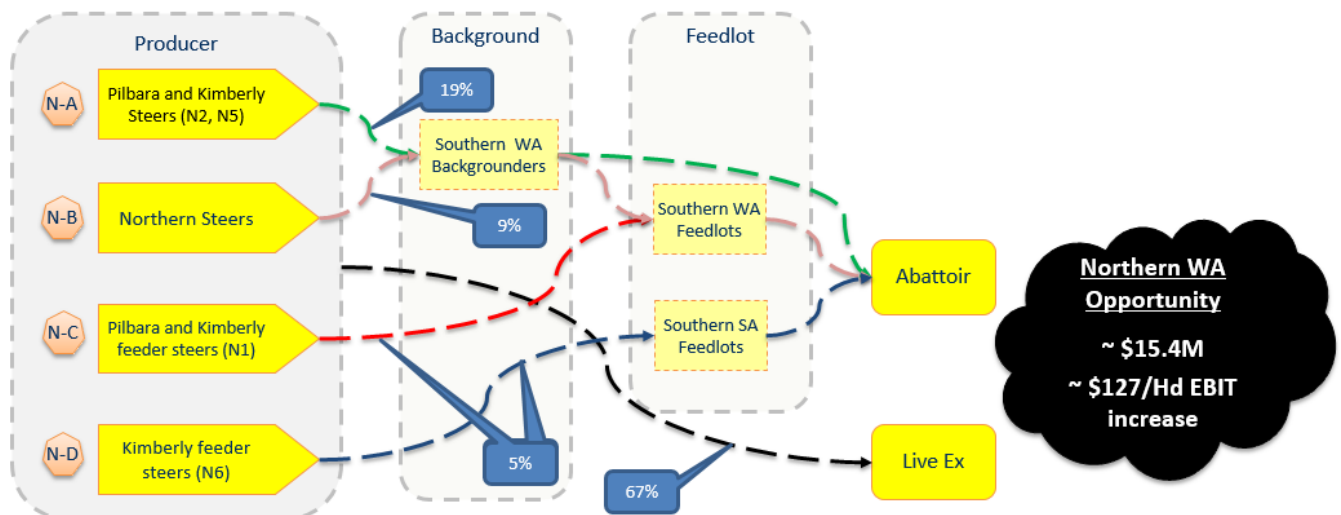 Producer
Background
Feedlot
N-A
Pilbara and Kimberly
Steers (N2, N5)
19%
Southern WA
Backgrounders
N-B
Northern Steers
9%
Southern WA
Feedlots
Abattoir
N-C
Pilbara and Kimberly
feeder steers (N1)
Southern SA
Feedlots
N-D
Kimberly feeder
steers (N6)
5%
67%
Live Ex
Northern WA
Opportunity
~ $15.4M
~ $127/Hd EBIT
increase